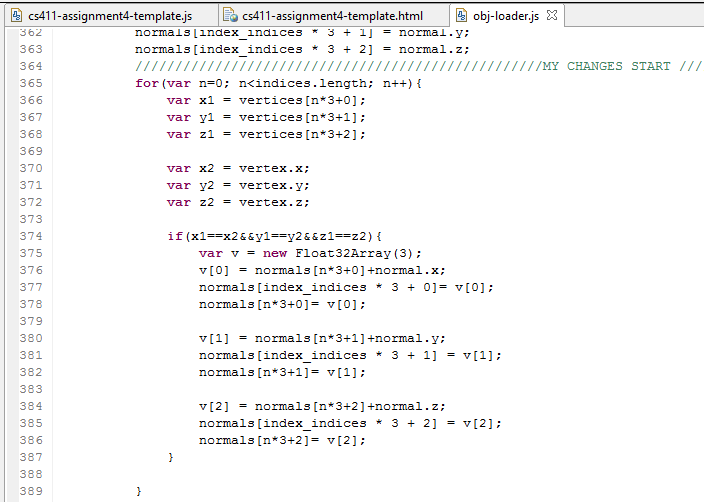 cs411-assignment4-template.js cs411-assignment4-template.html obj-loader.js
362 normals[index_indices * 3 + 1] = normal.y;
363 normals[index_indices * 3 + 2] = normal.z;
364 ///////////////////////////////////////////////////MY CHANGES START ///
365 for(var n=0; n<indices.length; n++){
366 var x1 = vertices[n*3+0];
367 var y1 = vertices[n*3+1];
368 var z1 = vertices[n*3+2];
369
370 var x2 = vertex.x;
371 var y2 = vertex.y;
372 var z2 = vertex.z;
373
374 if(x1==x2&&y1==y2&&z1==z2){
375 var v = new Float32Array(3);
376 v[0] = normals[n*3+0]+normal.x;
377 normals[index_indices * 3 + 0]= v[0];
378 normals[n*3+0]= v[0];
379
380 v[1] = normals[n*3+1]+normal.y;
381 normals[index_indices * 3 + 1] = v[1];
382 normals[n*3+1]= v[1];
383
384 v[2] = normals[n*3+2]+normal.z;
385 normals[index_indices * 3 + 2] = v[2];
386 normals[n*3+2]= v[2];
387 }
388
389 }